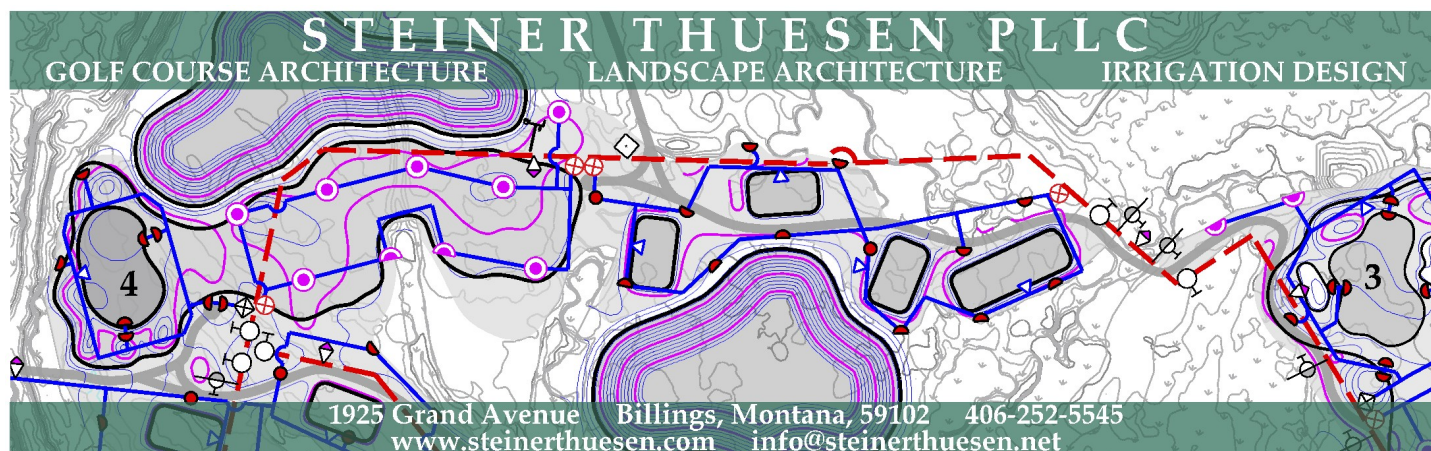 STEINER THUESEN PLLC
GOLF COURSE ARCHITECTURE LANDSCAPE ARCHITECTURE IRRIGATION DESIGN
4
3
1925 Grand Avenue Billings, Montana, 59102 406-252-5545
www.steinerthuesen.com info@steinerthuesen.net